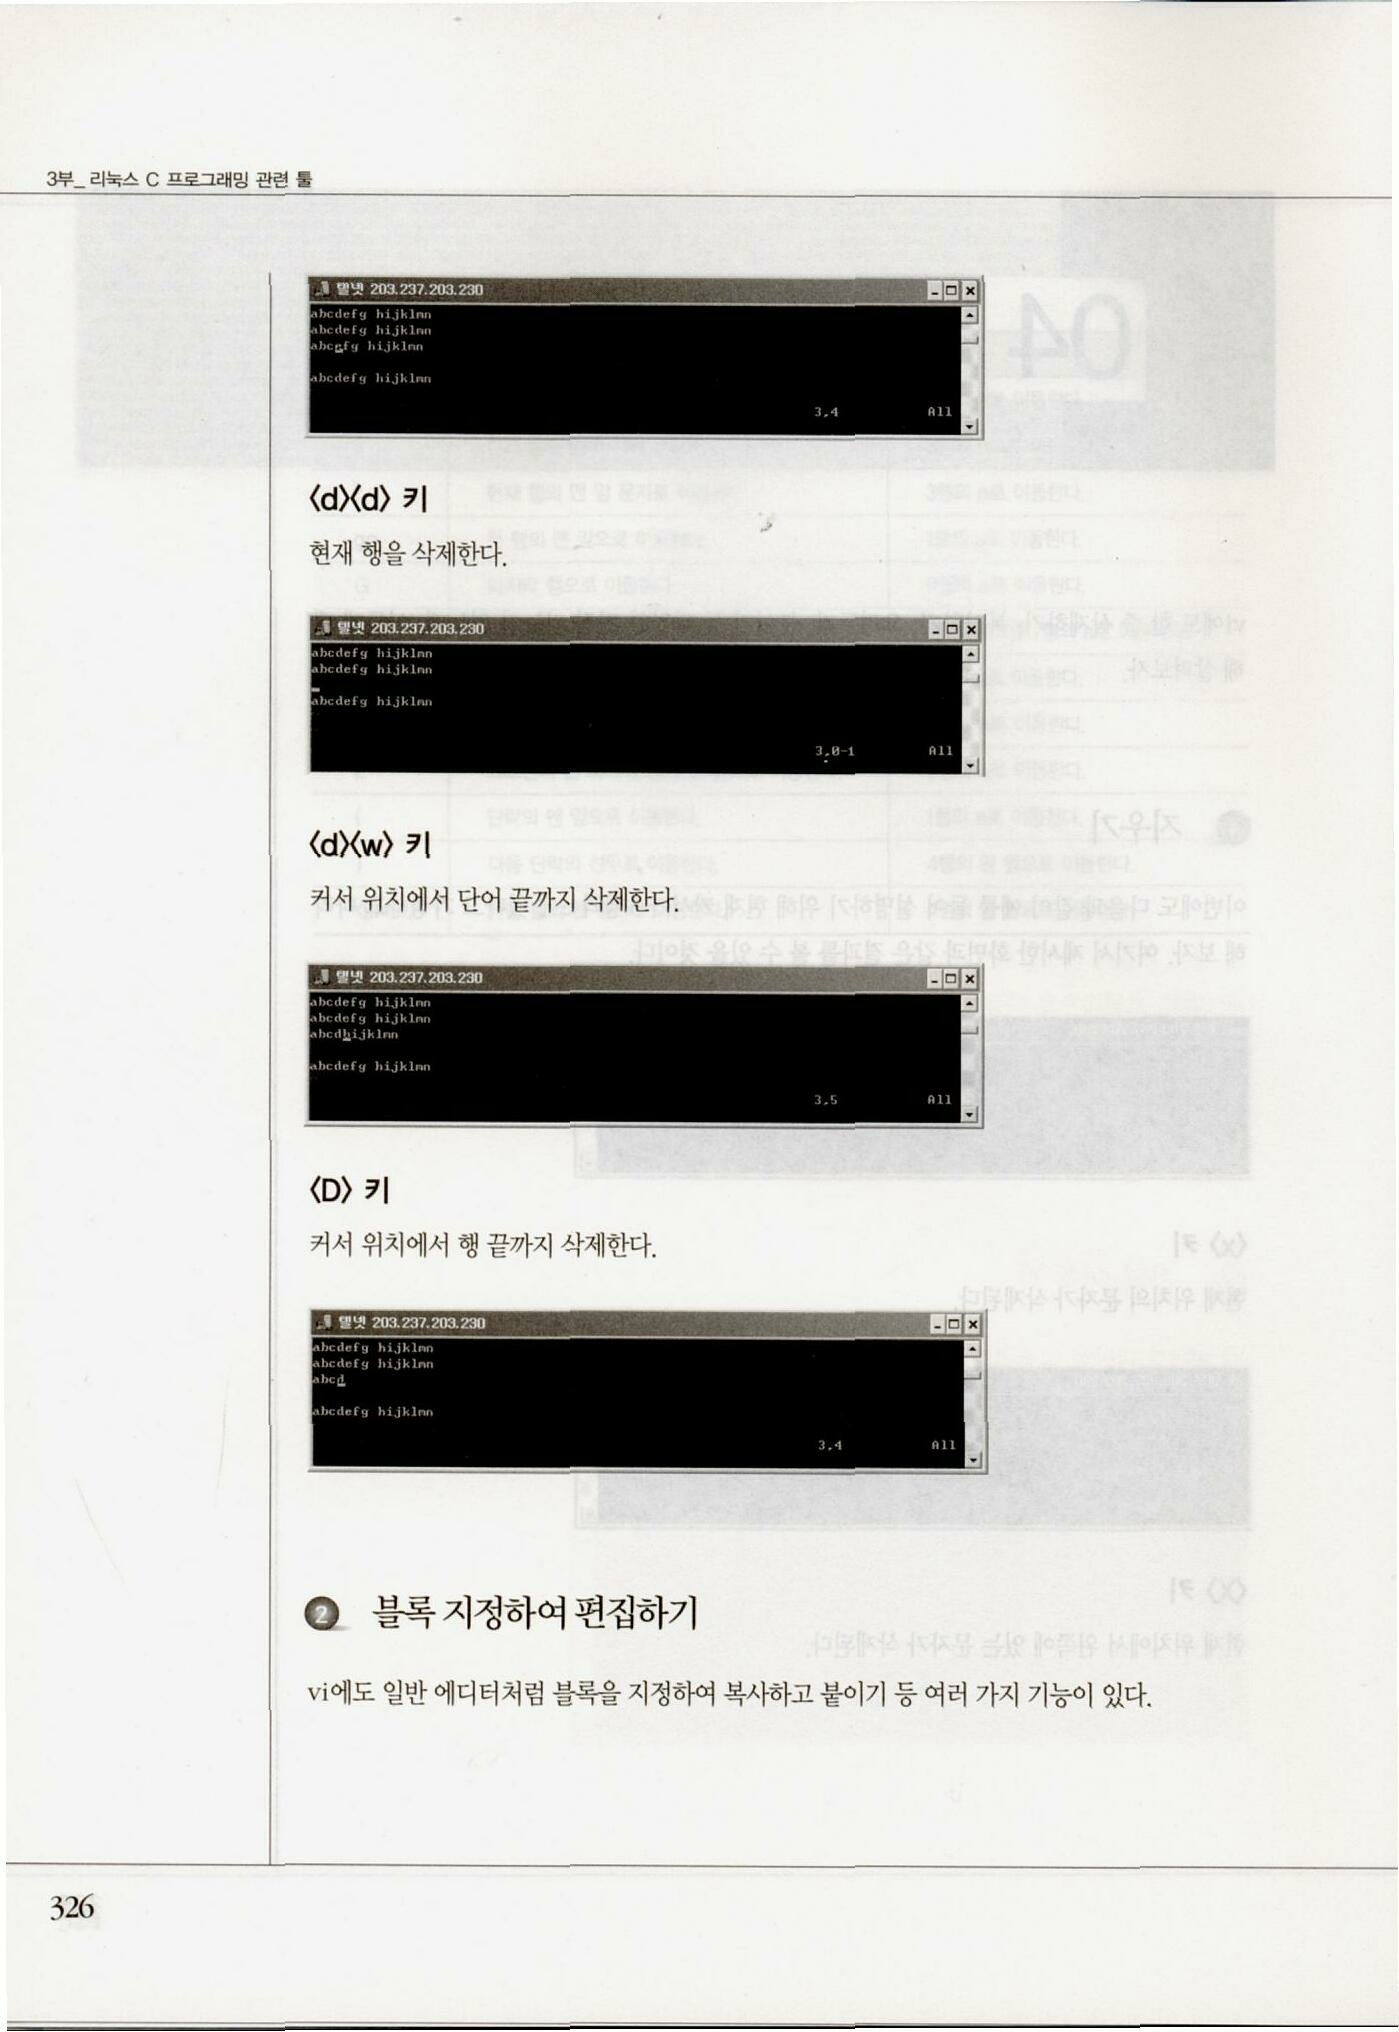 3부_ 리눅스 C 프로그래밍 관련 툴
텔넷 203.237.203.230
abcdefg hijklmn
abcdefg hijklmn
abcefg hijklmn
abcdefg hijklmn
3,4 All
〈d〉〈d〉 키
현재 행을 삭제한다.
텔넷 203.237.203.230
abcdefg hijklmn
abcdefg hijklmn
abcdefg hijklmn
3,0-1 All
〈d〉〈w〉 키
커서 위치에서 단어 끝까지 삭제한다.
텔넷 203.237.203.230
abcdefg hijklmn
abcdefg hijklmn
abcdhijklmn
abcdefg hijklmn
3,5 All
〈D〉 키
커서 위치에서 행 끝까지 삭제한다.
텔넷 203.237.203.230
abcdefg hijklmn
abcdefg hijklmn
abcd
abcdefg hijklmn
3,4 All
2 블록 지정하여 편집하기
vi에도 일반 에디터처럼 블록을 지정하여 복사하고 붙이기 등 여러 가지 기능이 있다.
326